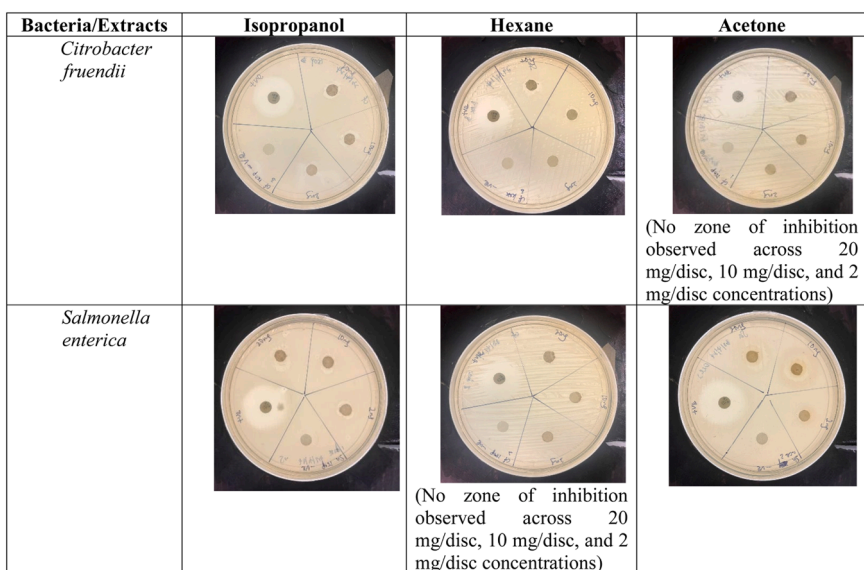 Bacteria/Extracts Isopropanol Hexane Acetone
Citrobacter
fruendii
(No zone of inhibition
observed across 20
mg/disc, 10 mg/disc, and 2
mg/disc concentrations)
Salmonella
enterica
(No zone of inhibition
observed across 20
mg/disc, 10 mg/disc, and 2
mg/disc concentrations)